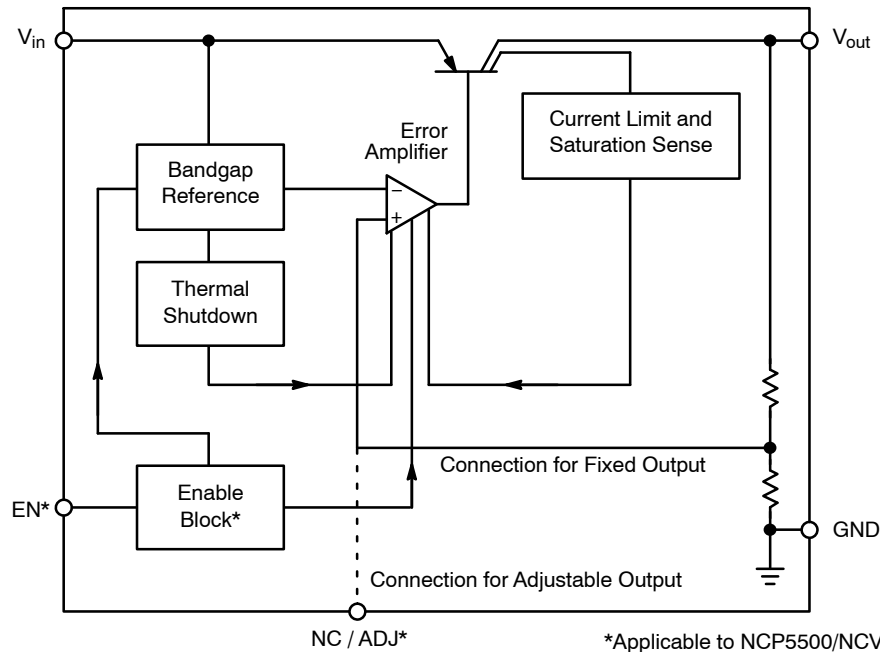 Vin
Vout
Error
Amplifier
Current Limit and
Saturation Sense
Bandgap
Reference
−
+
Thermal
Shutdown
Connection for Fixed Output
EN*
Enable
Block*
GND
Connection for Adjustable Output
NC / ADJ*
*Applicable to NCP5500/NCV